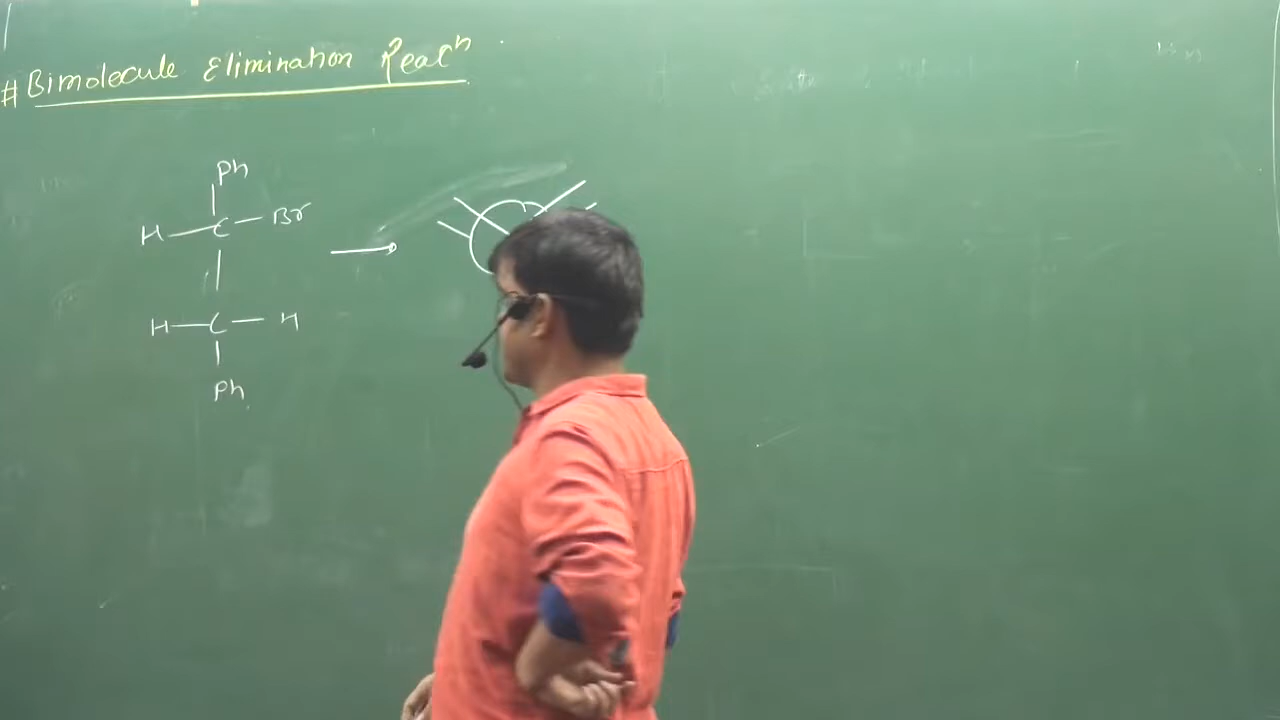 # Bimolecule Elimination Reacⁿ
Ph
H — C — Br
H — C — H
Ph